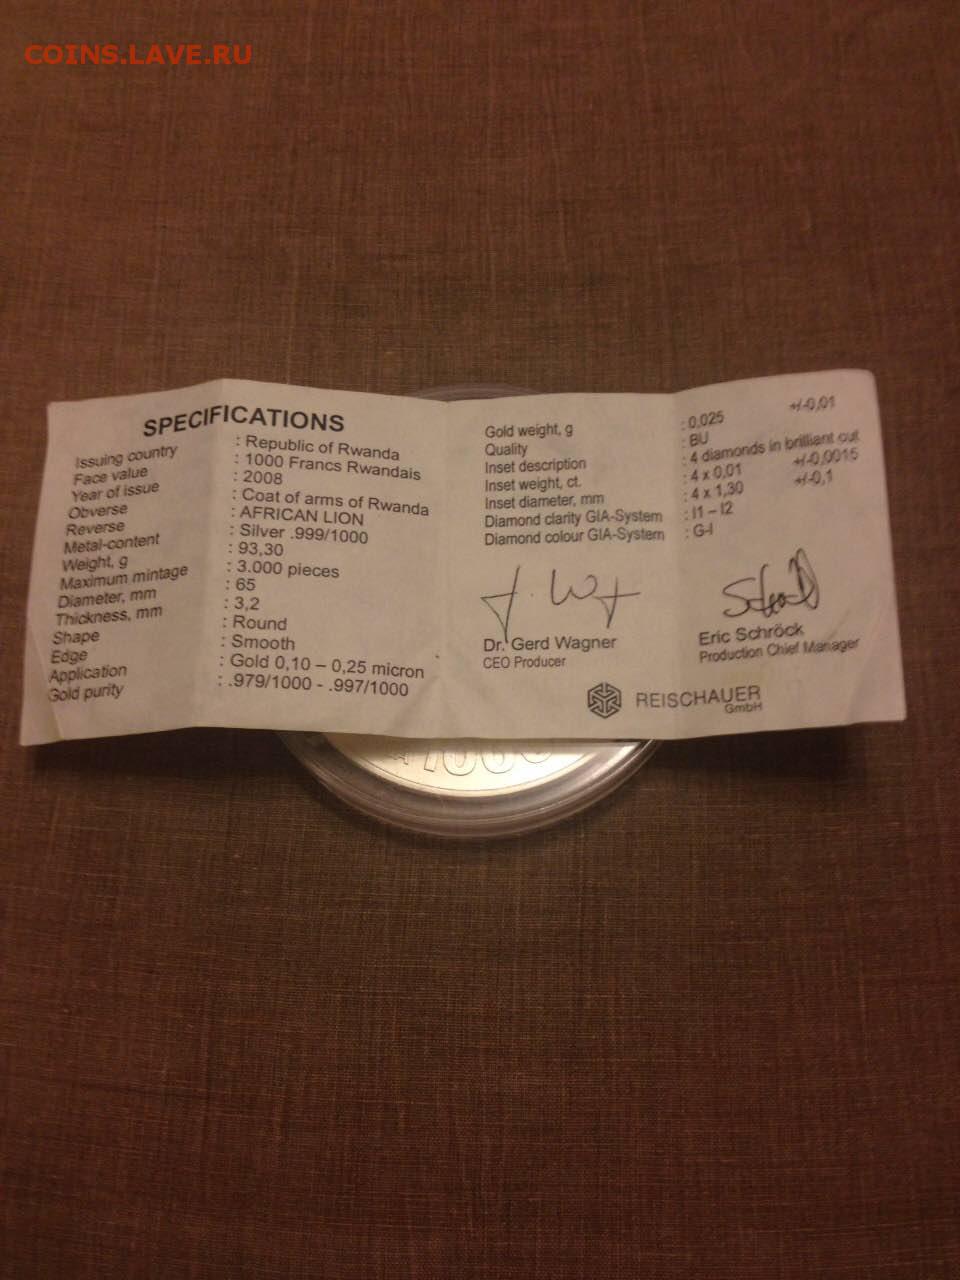 COINS.LAVE.RU
SPECIFICATIONS
Issuing country : Republic of Rwanda
Face value : 1000 Francs Rwandais
Year of issue : 2008
Obverse : Coat of arms of Rwanda
Reverse : AFRICAN LION
Metal-content : Silver .999/1000
Weight, g : 93,30
Maximum mintage : 3.000 pieces
Diameter, mm : 65
Thickness, mm : 3,2
Shape : Round
Edge : Smooth
Application : Gold 0,10 – 0,25 micron
Gold purity : .979/1000 - .997/1000
Gold weight, g : 0,025 +/-0,01
Quality : BU
Inset description : 4 diamonds in brilliant cut
Inset weight, ct. : 4 x 0,01 +/-0,0015
Inset diameter, mm : 4 x 1,30 +/-0,1
Diamond clarity GIA-System : I1 – I2
Diamond colour GIA-System : G-I
Dr. Gerd Wagner
CEO Producer
Eric Schröck
Production Chief Manager
REISCHAUER
GmbH
1000